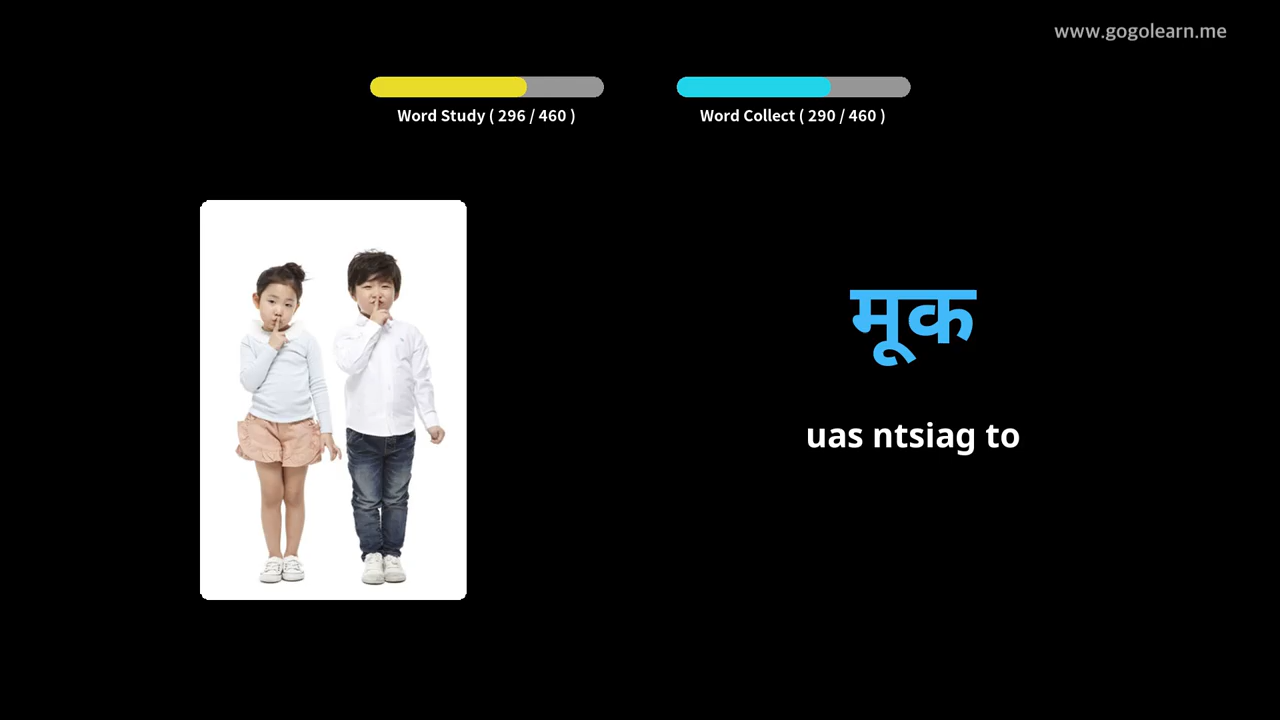 www.gogolearn.me
Word Study ( 296 / 460 )
Word Collect ( 290 / 460 )
मूक
uas ntsiag to